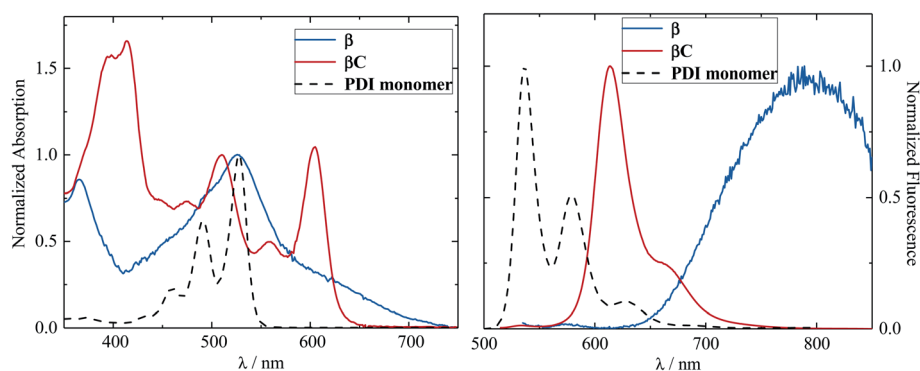 β
βC
PDI monomer
Normalized Absorption
1.5
1.0
0.5
0.0
400 500 600 700
λ / nm
β
βC
PDI monomer
1.0
0.5
0.0
Normalized Fluorescence
500 600 700 800
λ / nm